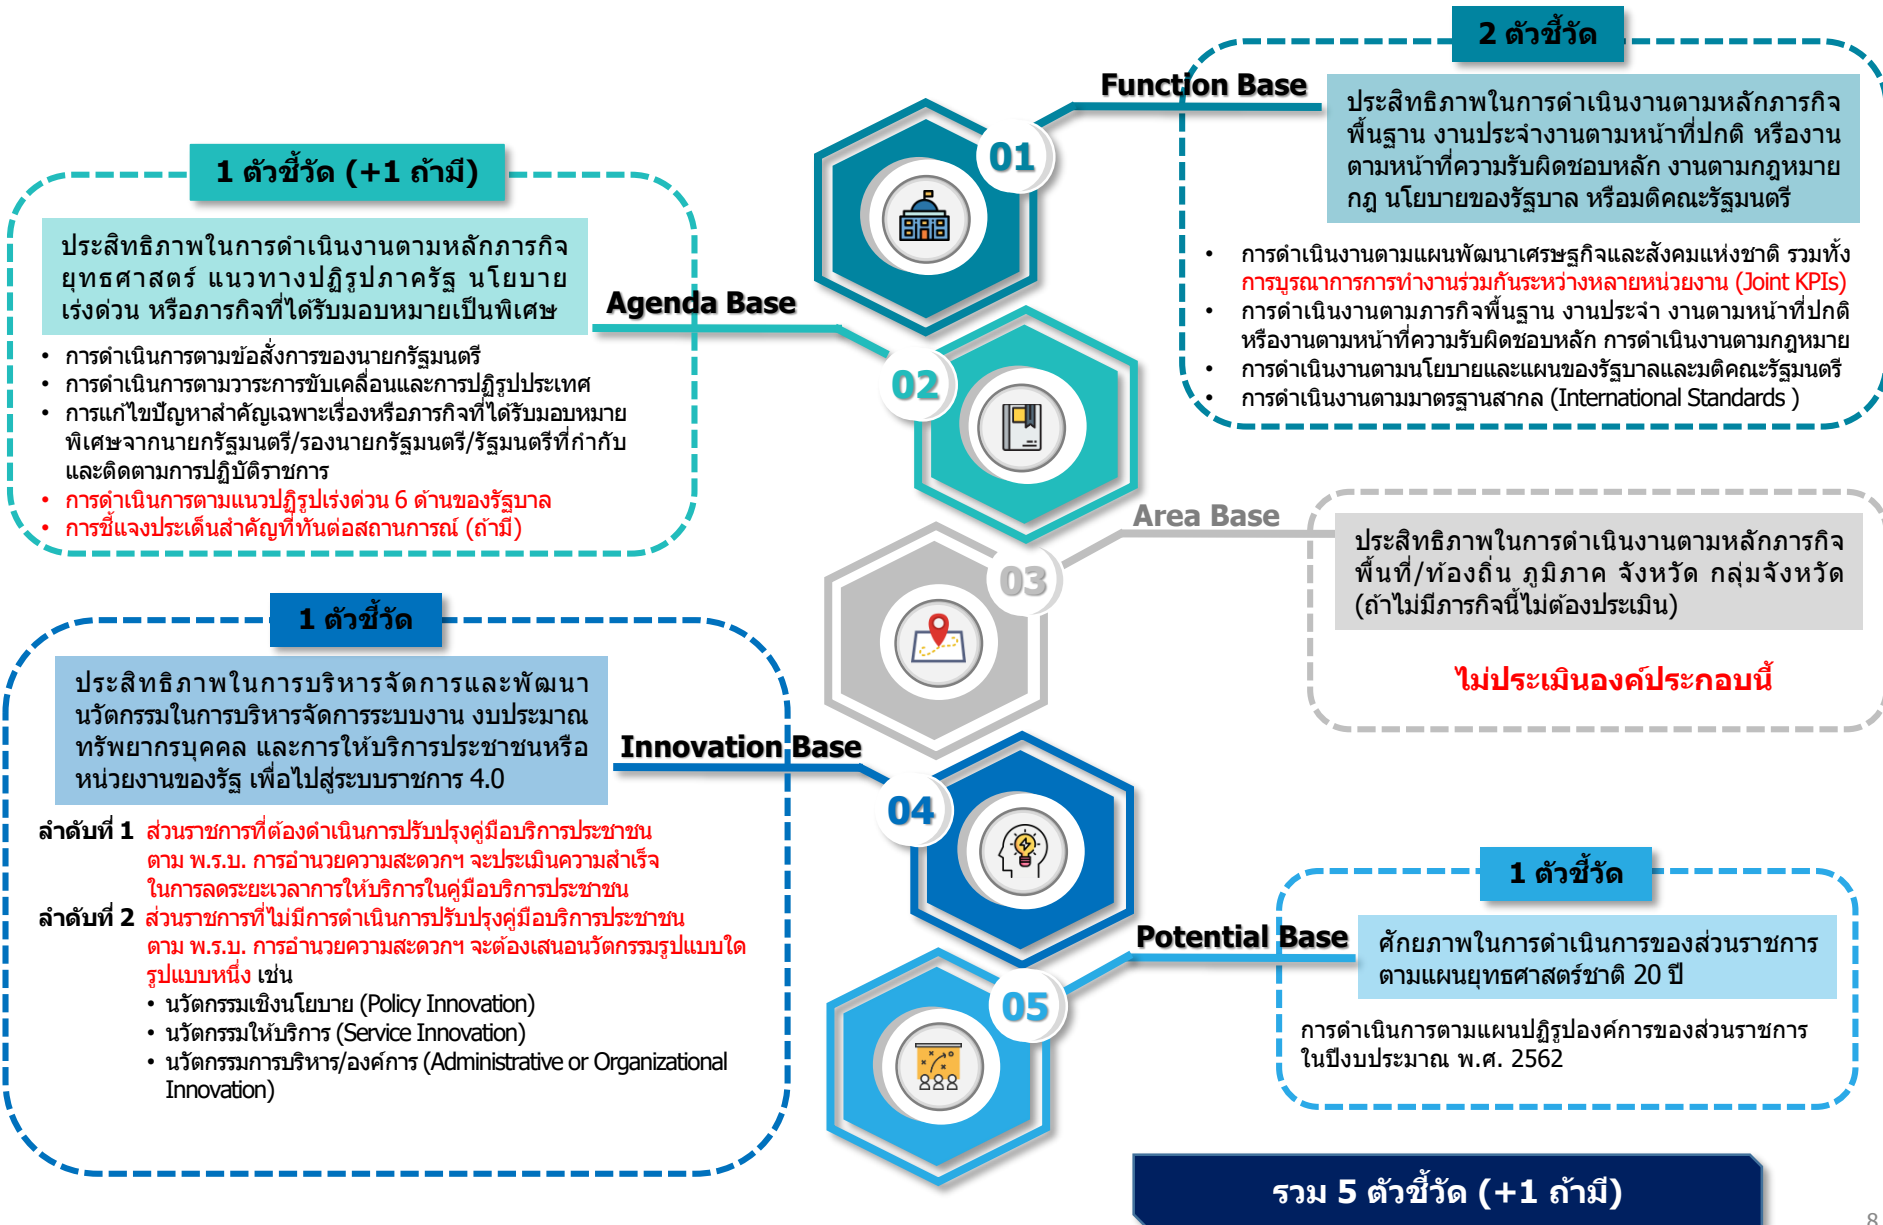 2 ตัวชี้วัด
Function Base
01
ประสิทธิภาพในการดำเนินงานตามหลักภารกิจ
พื้นฐาน งานประจำงานตามหน้าที่ปกติ หรืองาน
ตามหน้าที่ความรับผิดชอบหลัก งานตามกฎหมาย
กฎ นโยบายของรัฐบาล หรือมติคณะรัฐมนตรี
• การดำเนินงานตามแผนพัฒนาเศรษฐกิจและสังคมแห่งชาติ รวมทั้ง
การบูรณาการการทำงานร่วมกันระหว่างหลายหน่วยงาน (Joint KPIs)
• การดำเนินงานตามภารกิจพื้นฐาน งานประจำ งานตามหน้าที่ปกติ
หรืองานตามหน้าที่ความรับผิดชอบหลัก การดำเนินงานตามกฎหมาย
• การดำเนินงานตามนโยบายและแผนของรัฐบาลและมติคณะรัฐมนตรี
• การดำเนินงานตามมาตรฐานสากล (International Standards )
1 ตัวชี้วัด (+1 ถ้ามี)
ประสิทธิภาพในการดำเนินงานตามหลักภารกิจ
ยุทธศาสตร์ แนวทางปฏิรูปภาครัฐ นโยบาย
เร่งด่วน หรือภารกิจที่ได้รับมอบหมายเป็นพิเศษ
Agenda Base
02
• การดำเนินการตามข้อสั่งการของนายกรัฐมนตรี
• การดำเนินการตามวาระการขับเคลื่อนและการปฏิรูปประเทศ
• การแก้ไขปัญหาสำคัญเฉพาะเรื่องหรือภารกิจที่ได้รับมอบหมาย
พิเศษจากนายกรัฐมนตรี/รองนายกรัฐมนตรี/รัฐมนตรีที่กำกับ
และติดตามการปฏิบัติราชการ
• การดำเนินการตามแนวปฏิรูปเร่งด่วน 6 ด้านของรัฐบาล
• การชี้แจงประเด็นสำคัญที่ทันต่อสถานการณ์ (ถ้ามี)
Area Base
03
ประสิทธิภาพในการดำเนินงานตามหลักภารกิจ
พื้นที่/ท้องถิ่น ภูมิภาค จังหวัด กลุ่มจังหวัด
(ถ้าไม่มีภารกิจนี้ไม่ต้องประเมิน)
ไม่ประเมินองค์ประกอบนี้
1 ตัวชี้วัด
ประสิทธิภาพในการบริหารจัดการและพัฒนา
นวัตกรรมในการบริหารจัดการระบบงาน งบประมาณ
ทรัพยากรบุคคล และการให้บริการประชาชนหรือ
หน่วยงานของรัฐ เพื่อไปสู่ระบบราชการ 4.0
Innovation Base
04
ลำดับที่ 1 ส่วนราชการที่ต้องดำเนินการปรับปรุงคู่มือบริการประชาชน
ตาม พ.ร.บ. การอำนวยความสะดวกฯ จะประเมินความสำเร็จ
ในการลดระยะเวลาการให้บริการในคู่มือบริการประชาชน
ลำดับที่ 2 ส่วนราชการที่ไม่มีการดำเนินการปรับปรุงคู่มือบริการประชาชน
ตาม พ.ร.บ. การอำนวยความสะดวกฯ จะต้องเสนอนวัตกรรมรูปแบบใด
รูปแบบหนึ่ง เช่น
• นวัตกรรมเชิงนโยบาย (Policy Innovation)
• นวัตกรรมให้บริการ (Service Innovation)
• นวัตกรรมการบริหาร/องค์การ (Administrative or Organizational
Innovation)
1 ตัวชี้วัด
Potential Base
05
ศักยภาพในการดำเนินการของส่วนราชการ
ตามแผนยุทธศาสตร์ชาติ 20 ปี
การดำเนินการตามแผนปฏิรูปองค์การของส่วนราชการ
ในปีงบประมาณ พ.ศ. 2562
รวม 5 ตัวชี้วัด (+1 ถ้ามี)
8